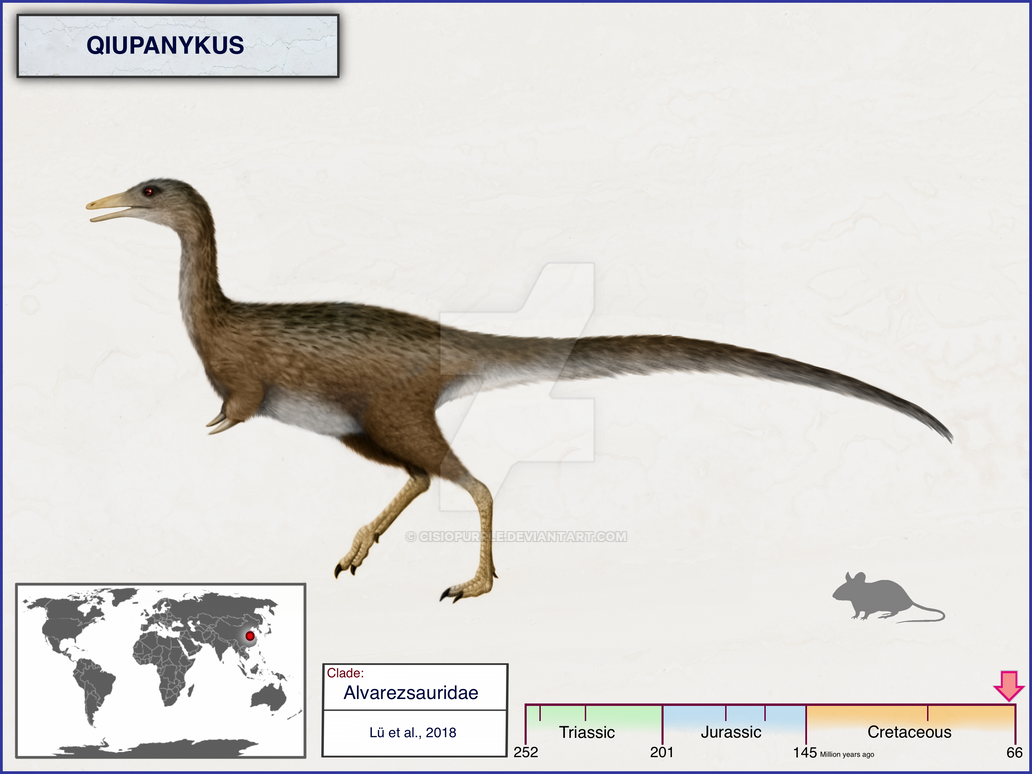 QIUPANYKUS
© CISIOPURPLE.DEVIANTART.COM
Clade:
Alvarezsauridae
Lü et al., 2018
Triassic Jurassic Cretaceous
252 201 145 Million years ago 66